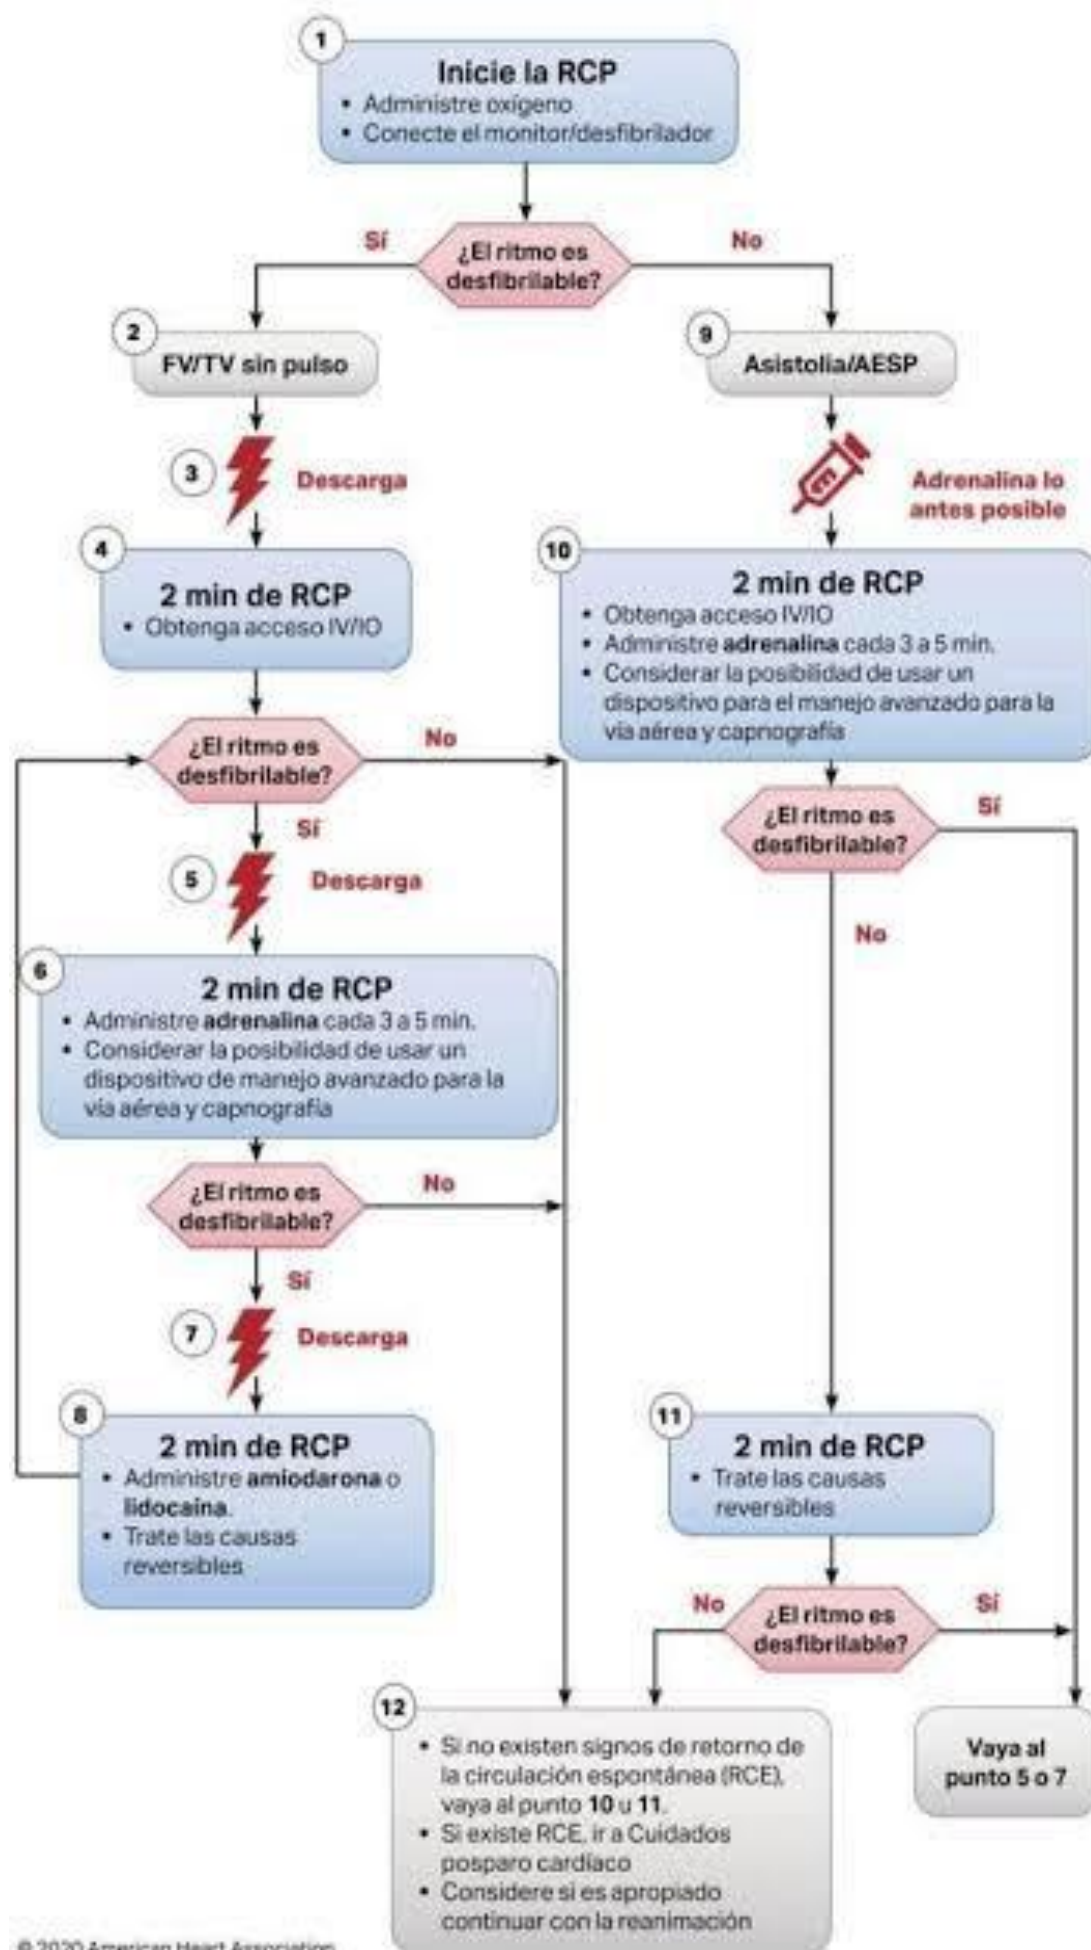 1
Inicie la RCP
• Administre oxígeno
• Conecte el monitor/desfibrilador
¿El ritmo es
desfibrilable?
Sí
No
2
FV/TV sin pulso
3
Descarga
4
2 min de RCP
• Obtenga acceso IV/IO
¿El ritmo es
desfibrilable?
No
Sí
5
Descarga
6
2 min de RCP
• Administre adrenalina cada 3 a 5 min.
• Considerar la posibilidad de usar un
dispositivo de manejo avanzado para la
vía aérea y capnografía
¿El ritmo es
desfibrilable?
No
Sí
7
Descarga
8
2 min de RCP
• Administre amiodarona o
lidocaína.
• Trate las causas
reversibles
9
Asistolia/AESP
Adrenalina lo
antes posible
10
2 min de RCP
• Obtenga acceso IV/IO
• Administre adrenalina cada 3 a 5 min.
• Considerar la posibilidad de usar un
dispositivo para el manejo avanzado para la
vía aérea y capnografía
¿El ritmo es
desfibrilable?
Sí
No
11
2 min de RCP
• Trate las causas
reversibles
¿El ritmo es
desfibrilable?
No
Sí
12
• Si no existen signos de retorno de
la circulación espontánea (RCE),
vaya al punto 10 u 11.
• Si existe RCE, ir a Cuidados
posparo cardíaco
• Considere si es apropiado
continuar con la reanimación
Vaya al
punto 5 o 7
© 2020 American Heart Association